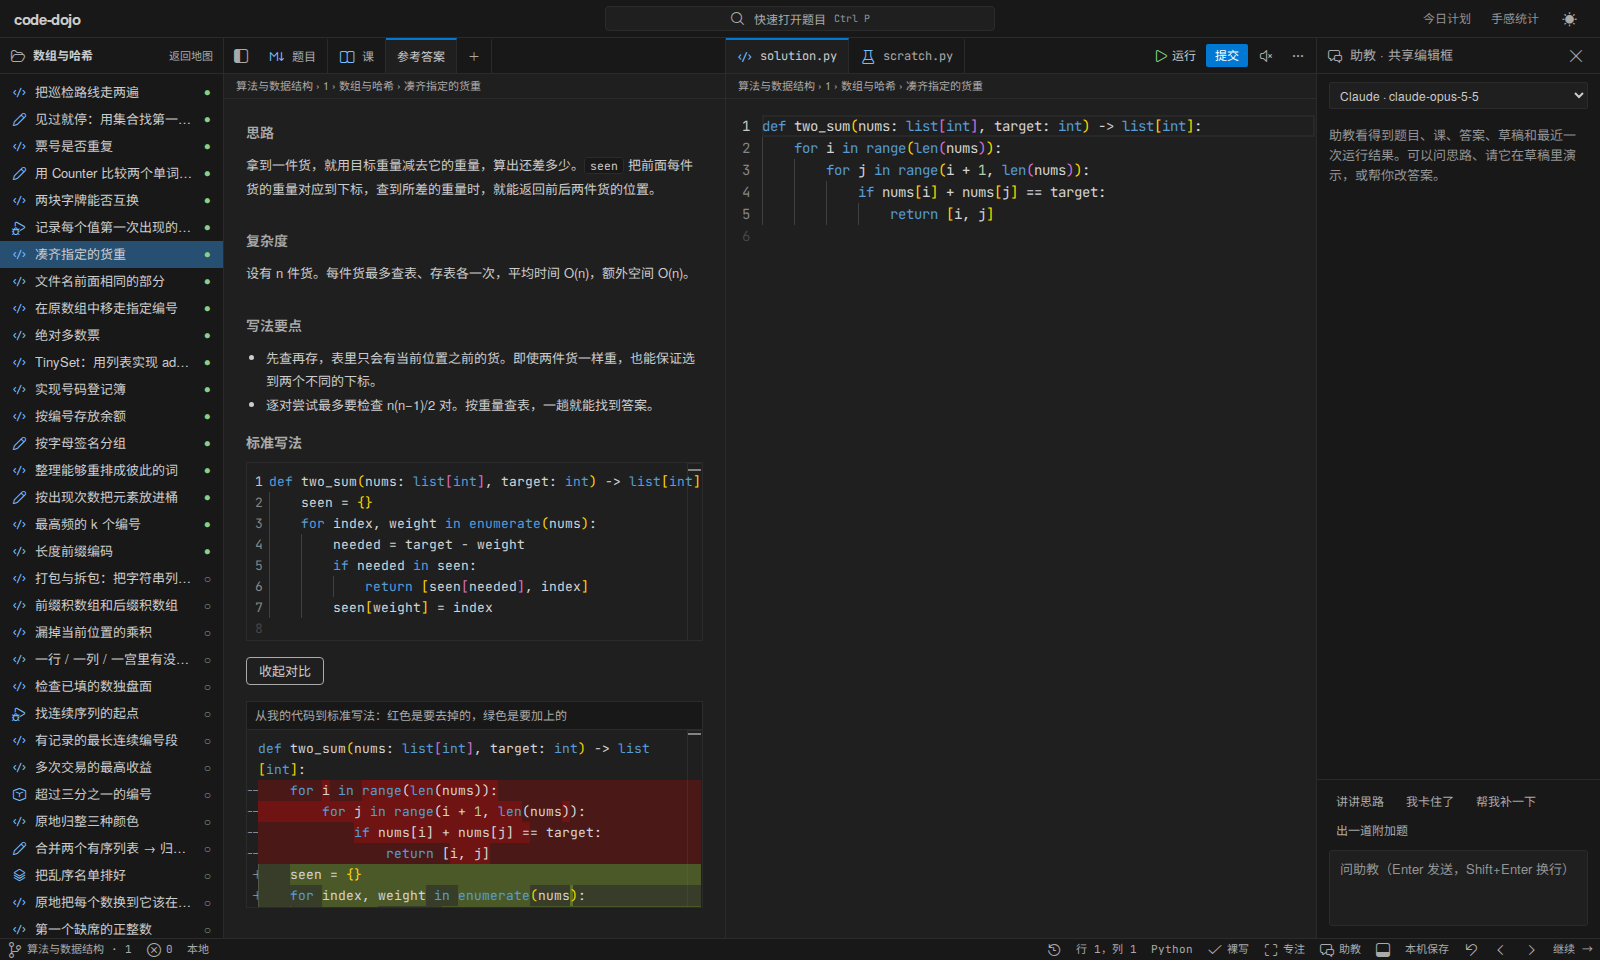 code-dojo
快速打开题目 Ctrl P
今日计划 手感统计
数组与哈希 返回地图
把巡检路线走两遍
见过就停：用集合找第一…
票号是否重复
用 Counter 比较两个单词…
两块字牌能否互换
记录每个值第一次出现的…
凑齐指定的货重
文件名前面相同的部分
在原数组中移走指定编号
绝对多数票
TinySet：用列表实现 ad…
实现号码登记簿
按编号存放余额
按字母签名分组
整理能够重排成彼此的词
按出现次数把元素放进桶
最高频的 k 个编号
长度前缀编码
打包与拆包：把字符串列…
前缀积数组和后缀积数组
漏掉当前位置的乘积
一行 / 一列 / 一宫里有没…
检查已填的数独盘面
找连续序列的起点
有记录的最长连续编号段
多次交易的最高收益
超过三分之一的编号
原地归整三种颜色
合并两个有序列表 → 归…
把乱序名单排好
原地把每个数换到它该在…
第一个缺席的正整数
题目 课 参考答案 +
算法与数据结构 › 1 › 数组与哈希 › 凑齐指定的货重
思路
拿到一件货，就用目标重量减去它的重量，算出还差多少。seen 把前面每件
货的重量对应到下标，查到所差的重量时，就能返回前后两件货的位置。
复杂度
设有 n 件货。每件货最多查表、存表各一次，平均时间 O(n)，额外空间 O(n)。
写法要点
• 先查再存，表里只会有当前位置之前的货。即使两件货一样重，也能保证选
到两个不同的下标。
• 逐对尝试最多要检查 n(n−1)/2 对。按重量查表，一趟就能找到答案。
标准写法
1 def two_sum(nums: list[int], target: int) -> list[int]
2 seen = {}
3 for index, weight in enumerate(nums):
4 needed = target - weight
5 if needed in seen:
6 return [seen[needed], index]
7 seen[weight] = index
8
收起对比
从我的代码到标准写法：红色是要去掉的，绿色是要加上的
def two_sum(nums: list[int], target: int) -> list
[int]:
for i in range(len(nums)):
for j in range(i + 1, len(nums)):
if nums[i] + nums[j] == target:
return [i, j]
+ seen = {}
+ for index, weight in enumerate(nums):
solution.py scratch.py
运行 提交 ···
算法与数据结构 › 1 › 数组与哈希 › 凑齐指定的货重
1 def two_sum(nums: list[int], target: int) -> list[int]:
2 for i in range(len(nums)):
3 for j in range(i + 1, len(nums)):
4 if nums[i] + nums[j] == target:
5 return [i, j]
6
助教 · 共享编辑框
Claude · claude-opus-5-5
助教看得到题目、课、答案、草稿和最近一
次运行结果。可以问思路、请它在草稿里演
示，或帮你改答案。
讲讲思路 我卡住了 帮我补一下
出一道附加题
问助教（Enter 发送，Shift+Enter 换行）
算法与数据结构 · 1 0 本地
行 1，列 1 Python 裸写 专注 助教 本机保存 继续 →